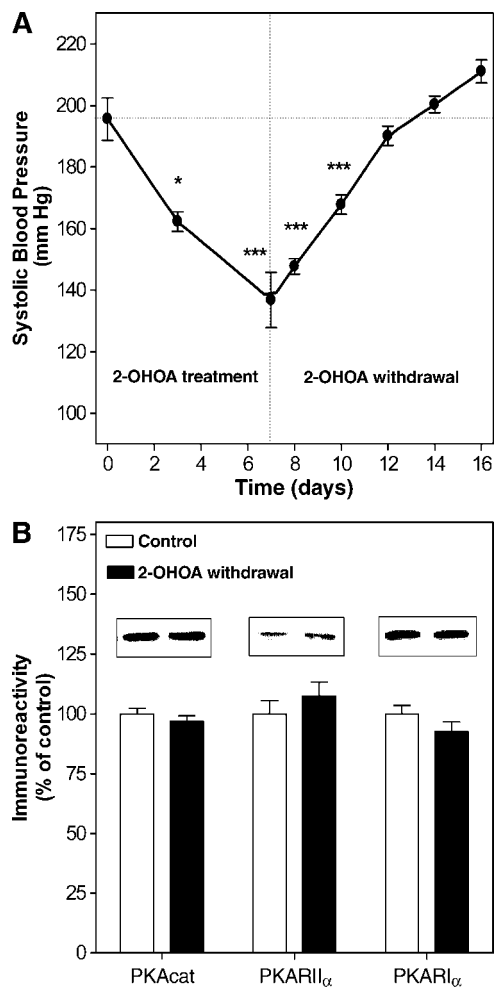 A
220
200
180
160
140
120
100
Systolic Blood Pressure
(mm Hg)
*
***
***
***
2-OHOA treatment
2-OHOA withdrawal
0 2 4 6 8 10 12 14 16
Time (days)
B
175
150
125
100
75
50
25
0
Immunoreactivity
(% of control)
Control
2-OHOA withdrawal
PKAcat PKARIIα PKARIα